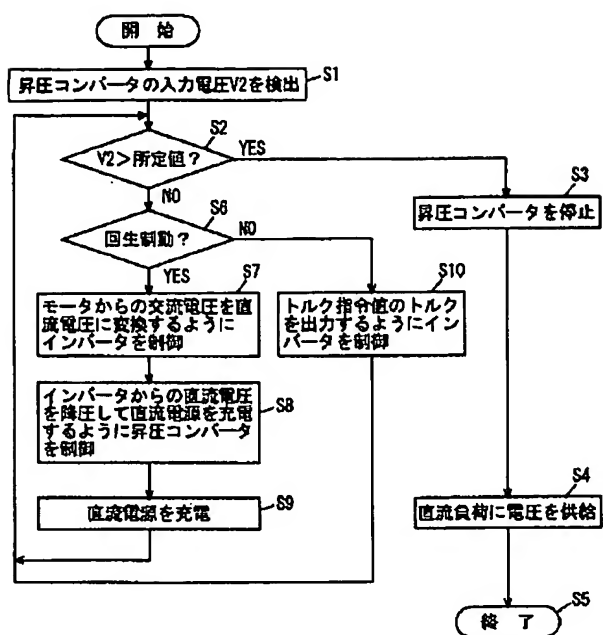 開 始
昇圧コンバータの入力電圧V2を検出
S1
V2>所定値?
S2
YES
NO
S3
昇圧コンバータを停止
回生制動?
S6
NO
YES
S7
モータからの交流電圧を直
流電圧に変換するように
インバータを制御
S10
トルク指令値のトルク
を出力するようにイン
バータを制御
インバータからの直流電圧
を降圧して直流電源を充電
するように昇圧コンバータ
を制御
S8
直流電源を充電
S9
S4
直流負荷に電圧を供給
終 了
S5